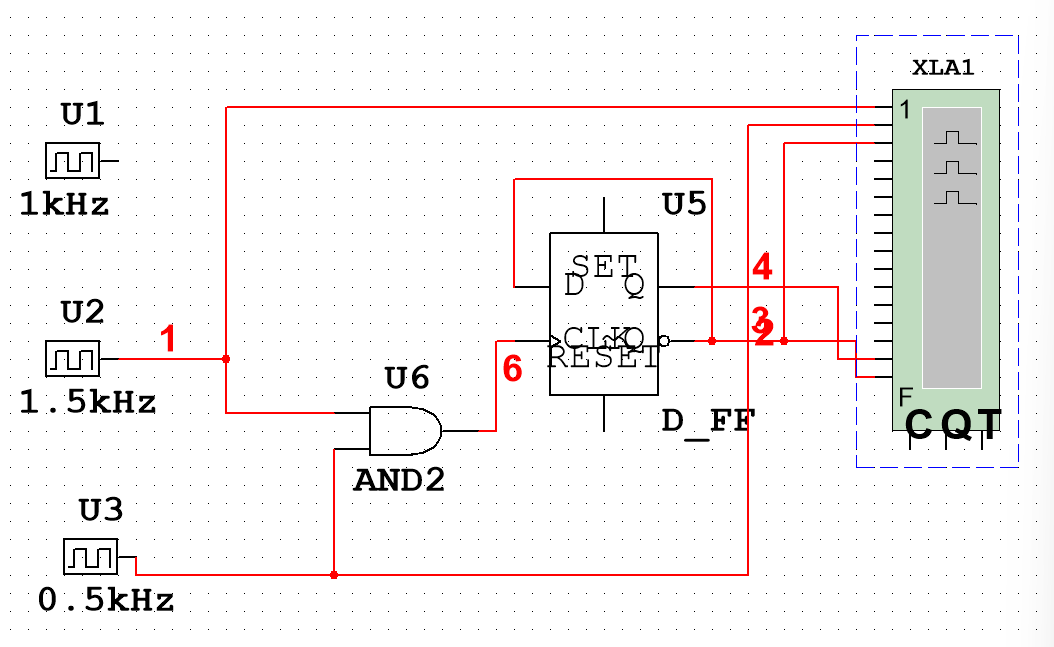 XLA1
U1
1
1kHz
U5
SET
D Q
4
U2
1
3
2
1.5kHz
CLK Q
RESET
6
U6
F
C Q T
D_FF
AND2
U3
0.5kHz